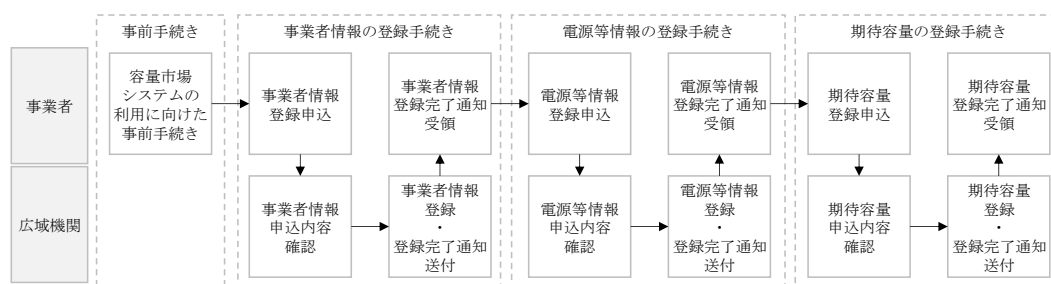 事前手続き
事業者情報の登録手続き
電源等情報の登録手続き
期待容量の登録手続き
事業者
容量市場
システムの
利用に向けた
事前手続き
事業者情報
登録申込
事業者情報
登録完了通知
受領
電源等情報
登録申込
電源等情報
登録完了通知
受領
期待容量
登録申込
期待容量
登録完了通知
受領
広域機関
事業者情報
申込内容
確認
事業者情報
登録
・
登録完了通知
送付
電源等情報
申込内容
確認
電源等情報
登録
・
登録完了通知
送付
期待容量
申込内容
確認
期待容量
登録
・
登録完了通知
送付